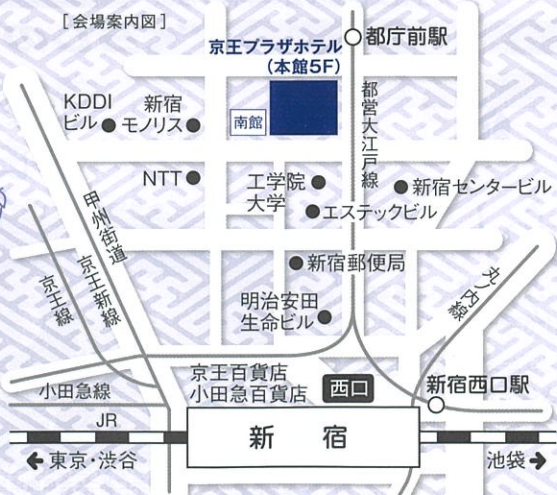 ［会場案内図］
都庁前駅
京王プラザホテル
（本館5F）
KDDI
ビル
新宿
モノリス
南館
都営大江戸線
NTT
工学院
大学
新宿センタービル
エステックビル
甲州街道
京王新線
京王線
新宿郵便局
丸ノ内線
明治安田
生命ビル
京王百貨店
小田急百貨店
西口
新宿西口駅
小田急線
JR
新 宿
←東京・渋谷
池袋→